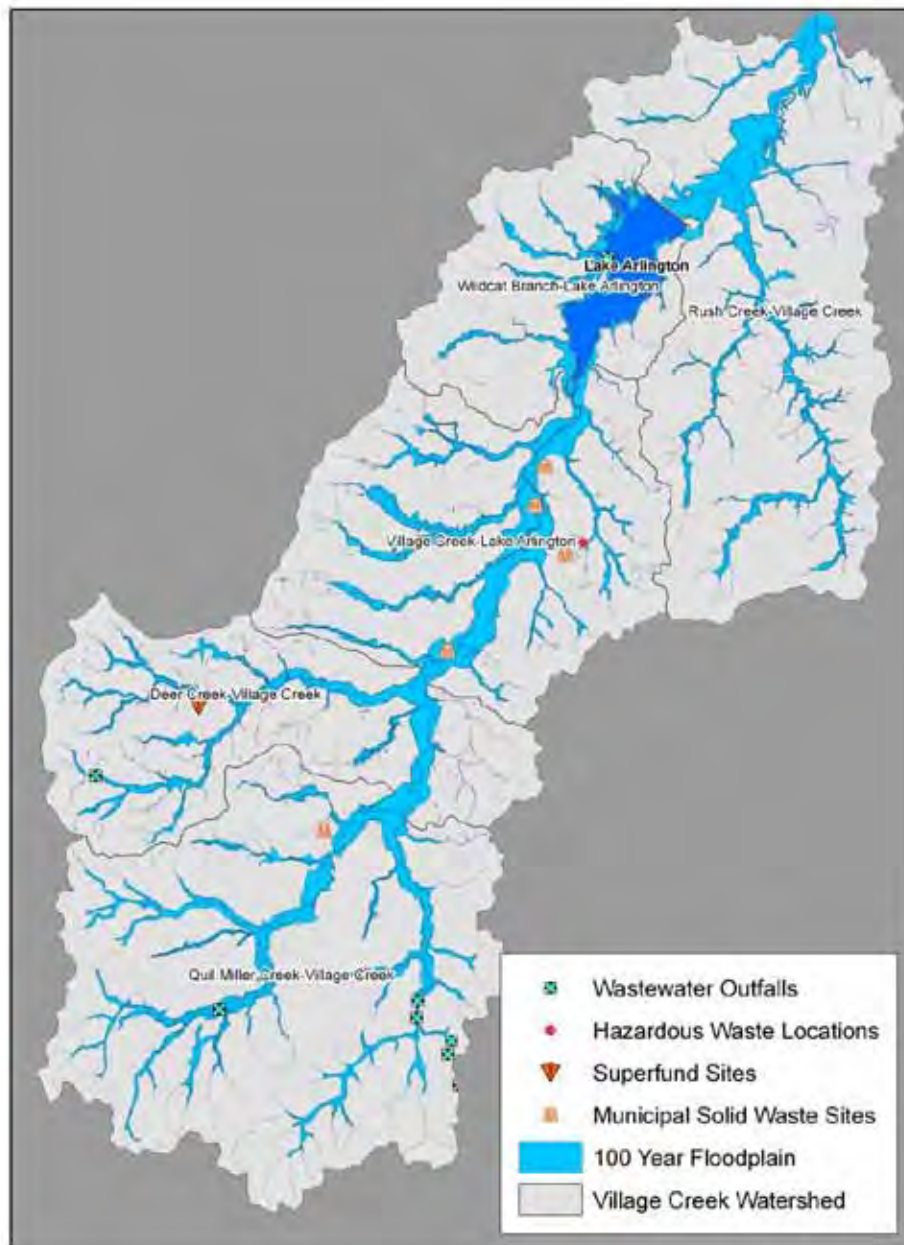 Lake Arlington
Wildcat Branch-Lake Arlington
Rush Creek-Village Creek
Village Creek-Lake Arlington
Deer Creek-Village Creek
Quil Miller Creek-Village Creek
Wastewater Outfalls
Hazardous Waste Locations
Superfund Sites
Municipal Solid Waste Sites
100 Year Floodplain
Village Creek Watershed